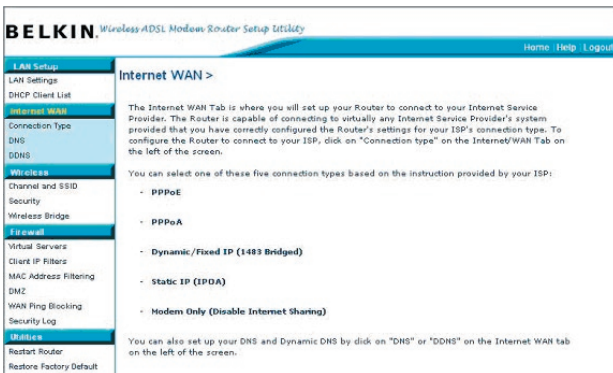 BELKIN. Wireless ADSL Modem Router Setup Utility
Home | Help | Logout
LAN Setup
LAN Settings
DHCP Client List
Internet WAN
Connection Type
DNS
DDNS
Wireless
Channel and SSID
Security
Wireless Bridge
Firewall
Virtual Servers
Client IP Filters
MAC Address Filtering
DMZ
WAN Ping Blocking
Security Log
Utilities
Restart Router
Restore Factory Default
Internet WAN >
The Internet WAN Tab is where you will set up your Router to connect to your Internet Service
Provider. The Router is capable of connecting to virtually any Internet Service Provider's system
provided that you have correctly configured the Router's settings for your ISP's connection type. To
configure the Router to connect to your ISP, click on "Connection type" on the Internet/WAN Tab on
the left of the screen.
You can select one of these five connection types based on the instruction provided by your ISP:
- PPPoE
- PPPoA
- Dynamic/Fixed IP (1483 Bridged)
- Static IP (IPOA)
- Modem Only (Disable Internet Sharing)
You can also set up your DNS and Dynamic DNS by click on "DNS" or "DDNS" on the Internet WAN tab
on the left of the screen.